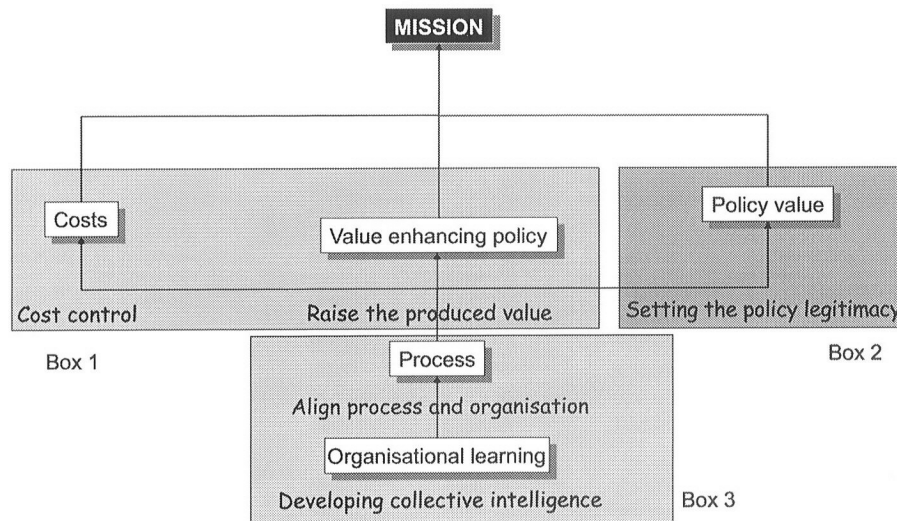 MISSION
Costs
Value enhancing policy
Policy value
Cost control
Raise the produced value
Setting the policy legitimacy
Box 1
Box 2
Process
Align process and organisation
Organisational learning
Developing collective intelligence
Box 3